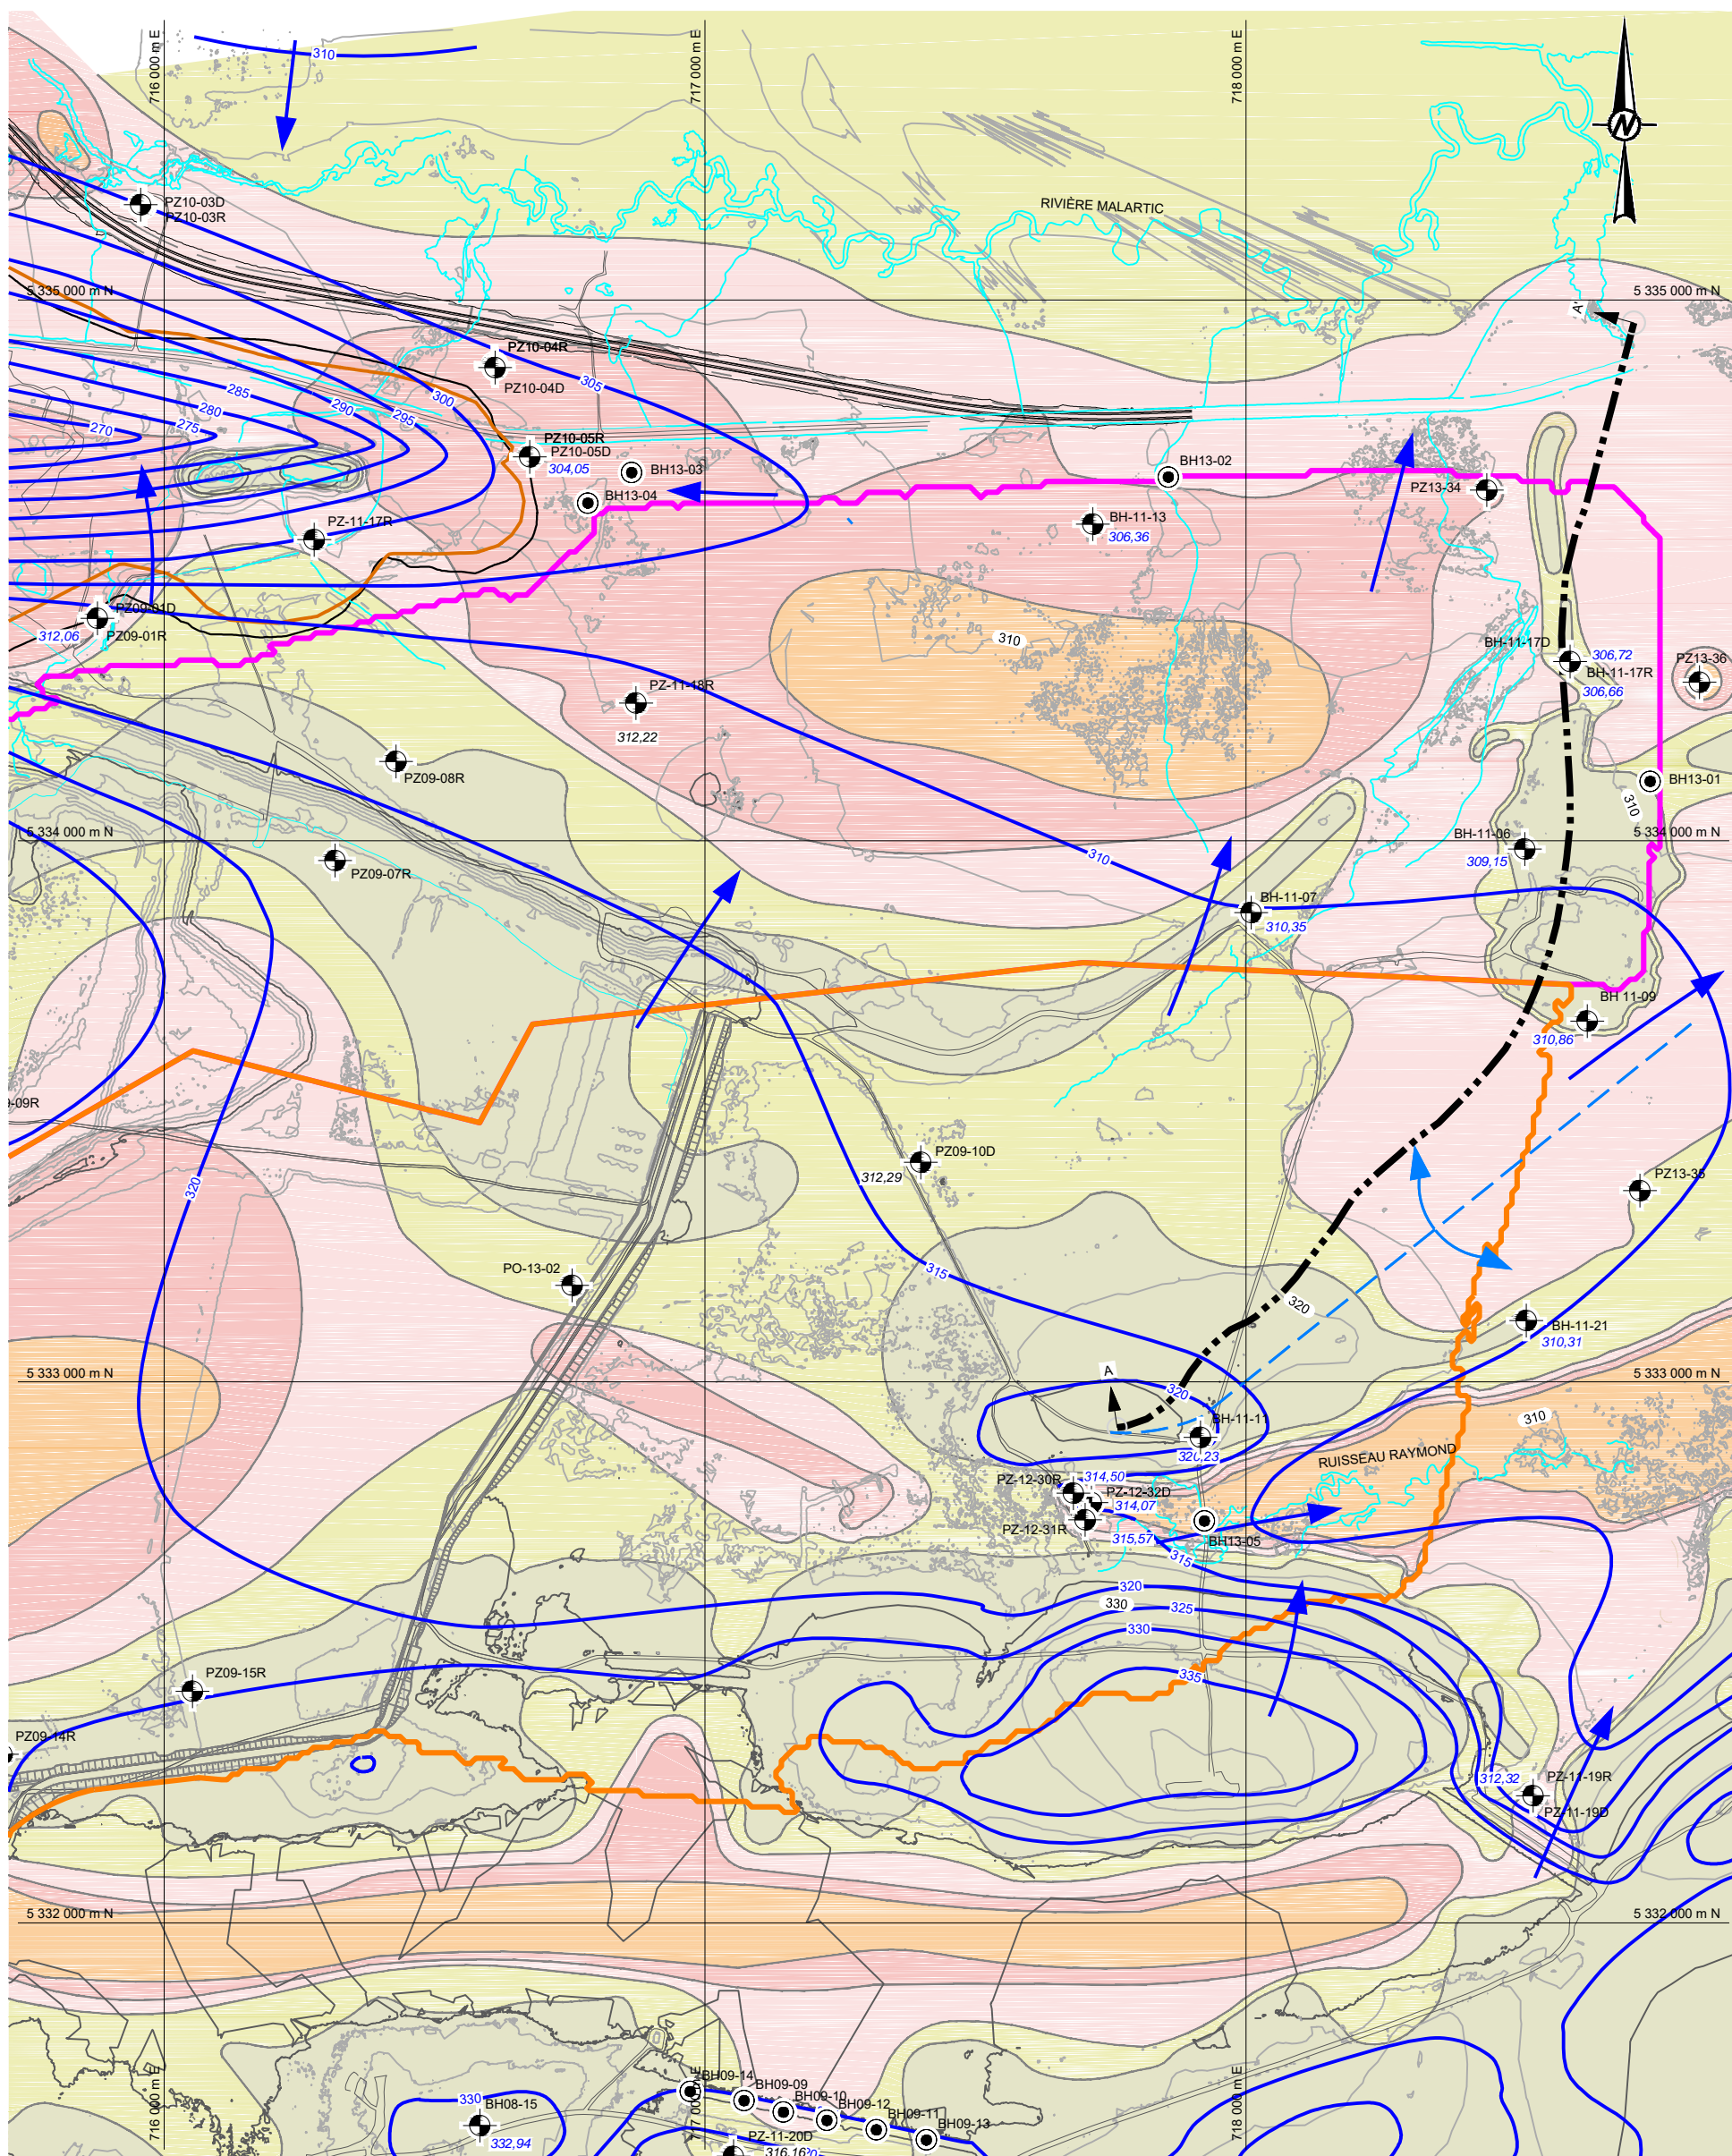 310
716 000 m E
717 000 m E
718 000 m E
N
PZ10-03D
PZ10-03R
RIVIÈRE MALARTIC
5 335 000 m N
5 335 000 m N
A'
PZ10-04R
PZ10-04D
305
285
280
275
270
290
295
300
PZ10-05R
PZ10-05D
304,05
BH13-03
BH13-04
BH13-02
PZ13-34
BH-11-13
306,36
PZ-11-17R
PZ09-01D
PZ09-01R
312,06
310
BH-11-17D
306,72
BH-11-17R
306,66
PZ13-36
PZ-11-18R
312,22
PZ09-08R
BH13-01
310
5 334 000 m N
5 334 000 m N
BH-11-06
309,15
PZ09-07R
310
BH-11-07
310,35
BH 11-09
310,86
9-09R
PZ09-10D
312,29
PZ13-35
320
PO-13-02
315
320
BH-11-21
310,31
5 333 000 m N
5 333 000 m N
A
320
BH-11-11
320,23
310
RUISSEAU RAYMOND
PZ-12-30R
314,50
PZ-12-32D
314,07
PZ-12-31R
315,57
BH13-05
315
320
330
325
330
335
PZ09-15R
PZ09-14R
312,32
PZ-11-19R
PZ-11-19D
5 332 000 m N
5 332 000 m N
716 000 m E
718 000 m E
BH09-14
BH09-09
BH09-10
BH09-12
BH09-11
BH09-13
330
BH08-15
332,94
PZ-11-20D
316,16